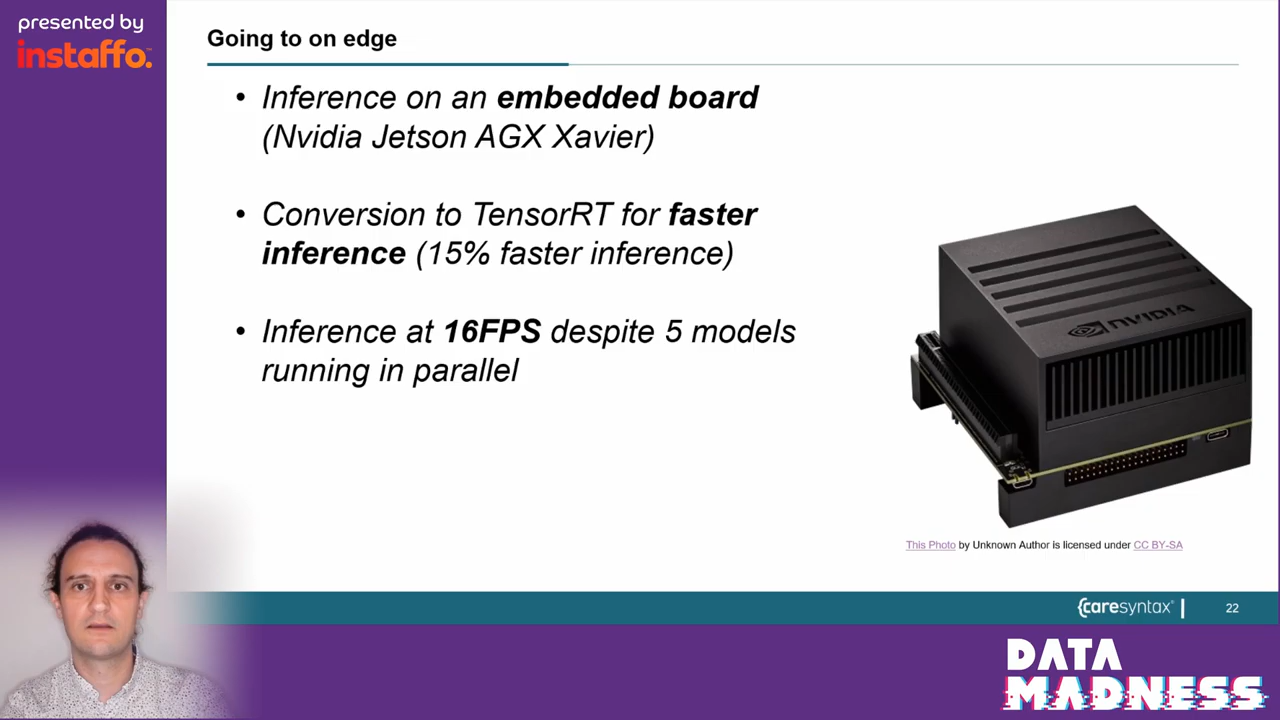 presented by
instaffo.
Going to on edge
• Inference on an embedded board
(Nvidia Jetson AGX Xavier)
• Conversion to TensorRT for faster
inference (15% faster inference)
• Inference at 16FPS despite 5 models
running in parallel
NVIDIA
This Photo by Unknown Author is licensed under CC BY-SA
{caresyntax® | 22
DATA
MADNESS